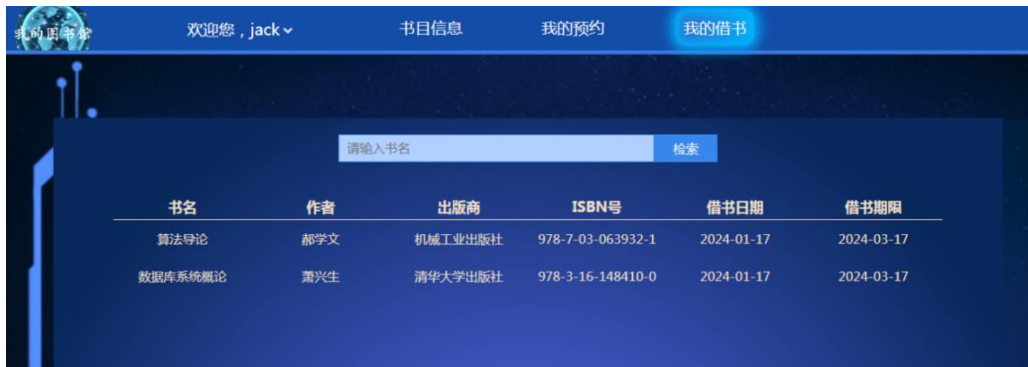 我的图书馆 欢迎您，jack 书目信息 我的预约 我的借书
请输入书名 检索
书名 作者 出版商 ISBN号 借书日期 借书期限
算法导论 郝学文 机械工业出版社 978-7-03-063932-1 2024-01-17 2024-03-17
数据库系统概论 萧兴生 清华大学出版社 978-3-16-148410-0 2024-01-17 2024-03-17